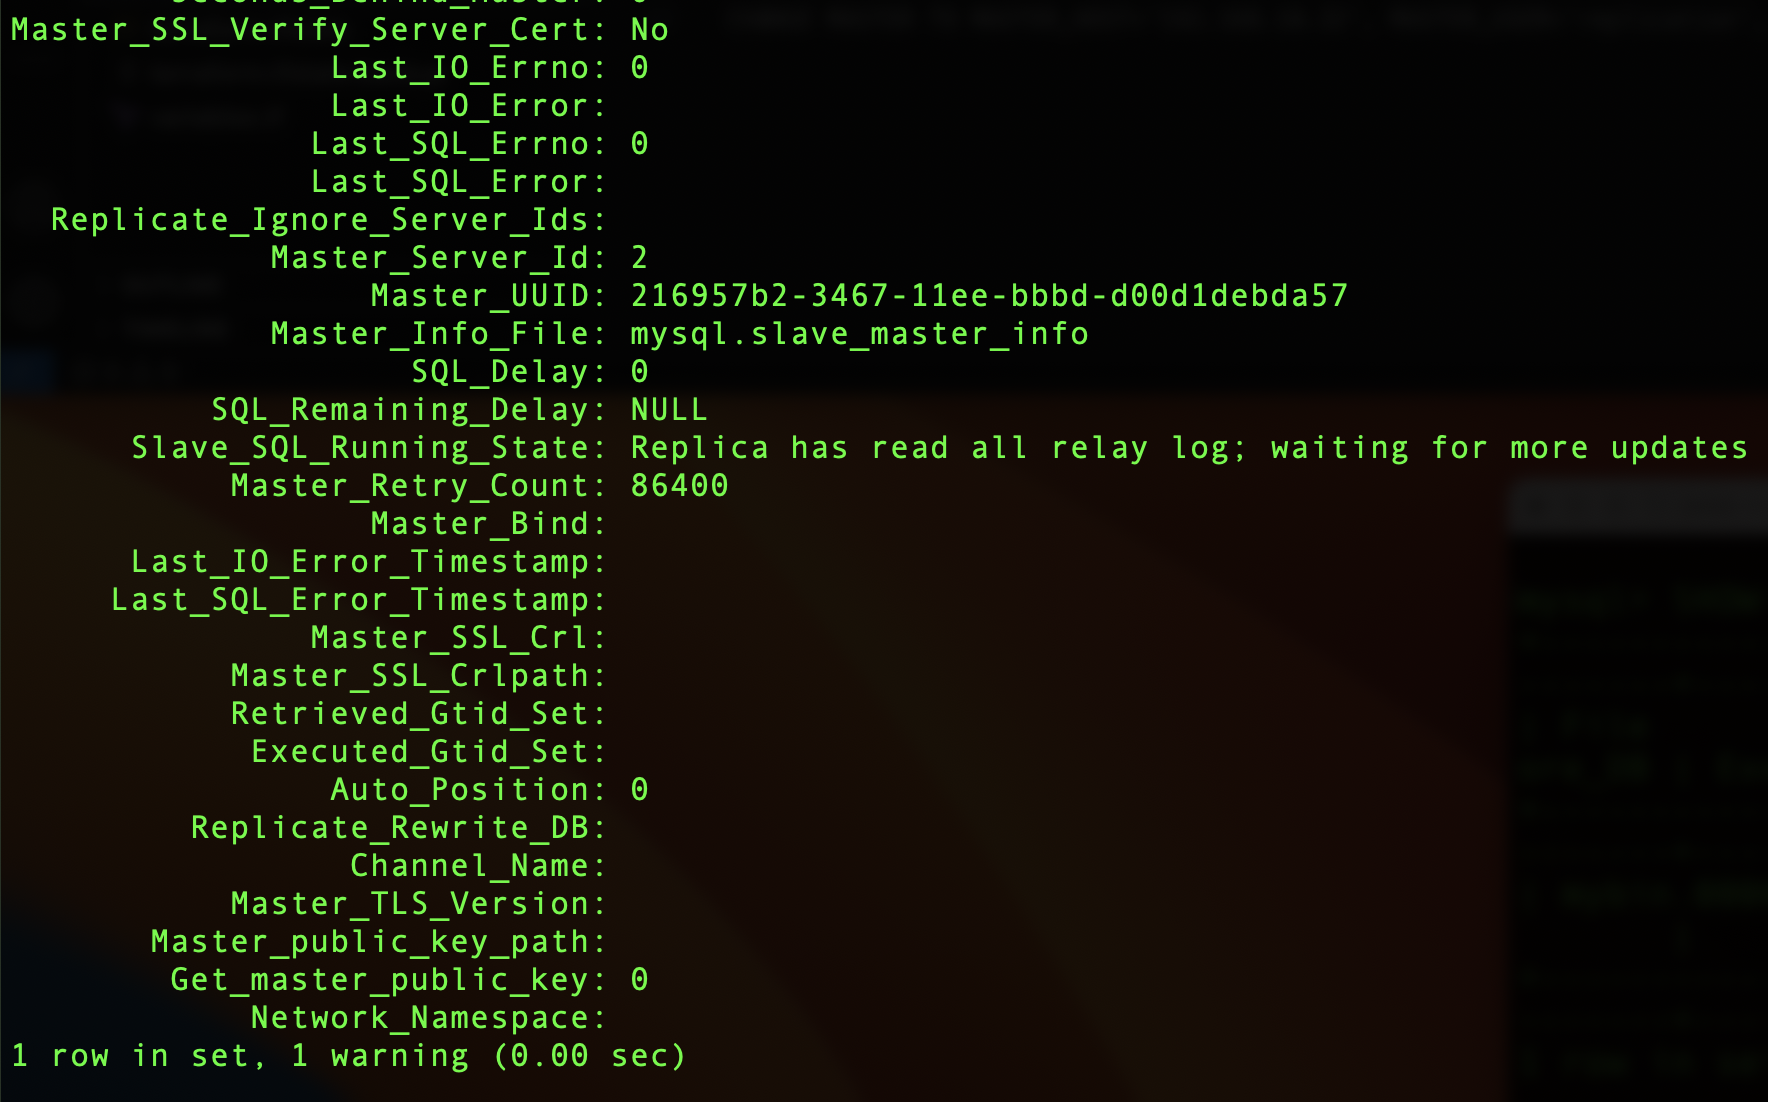 Master_SSL_Verify_Server_Cert: No
Last_IO_Errno: 0
Last_IO_Error:
Last_SQL_Errno: 0
Last_SQL_Error:
Replicate_Ignore_Server_Ids:
Master_Server_Id: 2
Master_UUID: 216957b2-3467-11ee-bbbd-d00d1debda57
Master_Info_File: mysql.slave_master_info
SQL_Delay: 0
SQL_Remaining_Delay: NULL
Slave_SQL_Running_State: Replica has read all relay log; waiting for more updates
Master_Retry_Count: 86400
Master_Bind:
Last_IO_Error_Timestamp:
Last_SQL_Error_Timestamp:
Master_SSL_Crl:
Master_SSL_Crlpath:
Retrieved_Gtid_Set:
Executed_Gtid_Set:
Auto_Position: 0
Replicate_Rewrite_DB:
Channel_Name:
Master_TLS_Version:
Master_public_key_path:
Get_master_public_key: 0
Network_Namespace:
1 row in set, 1 warning (0.00 sec)